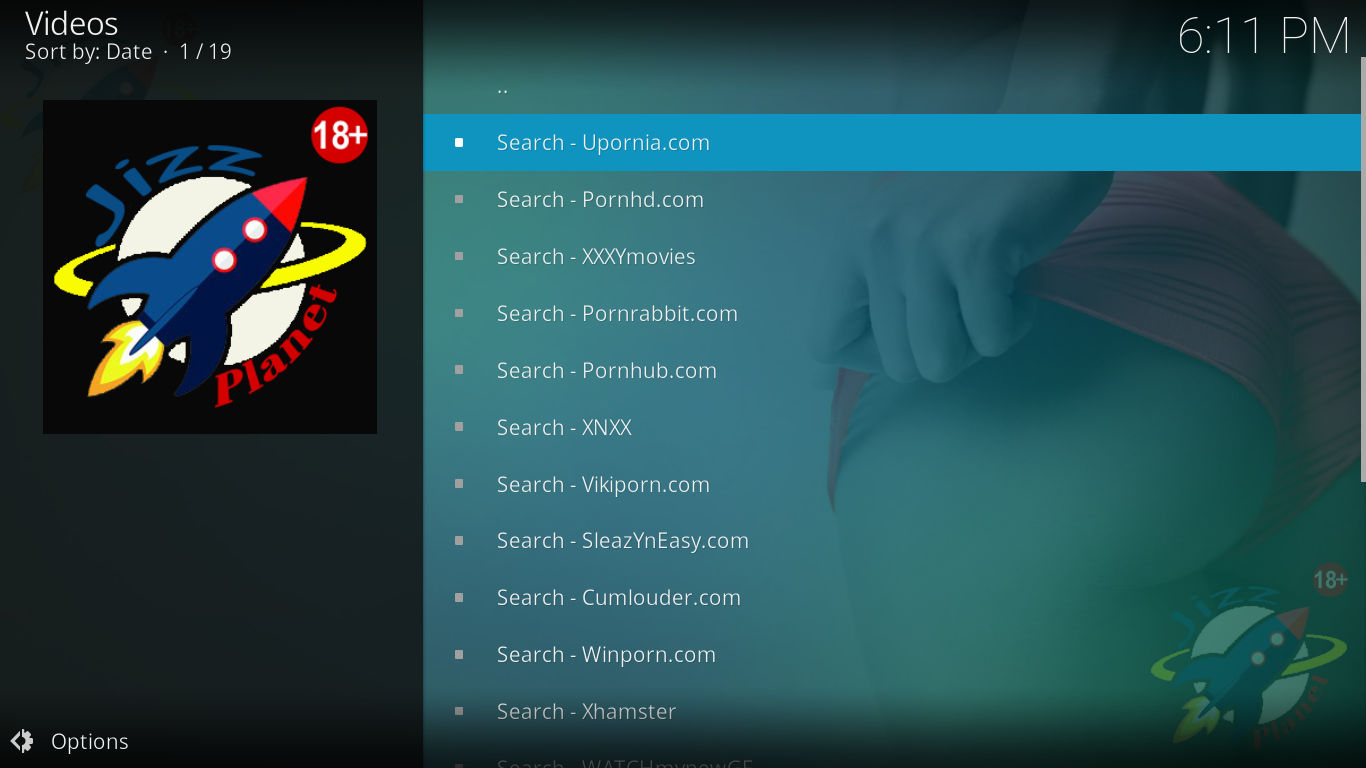 Videos
Sort by: Date · 1 / 19
6:11 PM
18+
Jizz
Planet
..
Search - Upornia.com
Search - Pornhd.com
Search - XXXYmovies
Search - Pornrabbit.com
Search - Pornhub.com
Search - XNXX
Search - Vikiporn.com
Search - SleazYnEasy.com
Search - Cumlouder.com
Search - Winporn.com
Search - Xhamster
Search - WATCHmynewGF
18+
Jizz
Planet
Options